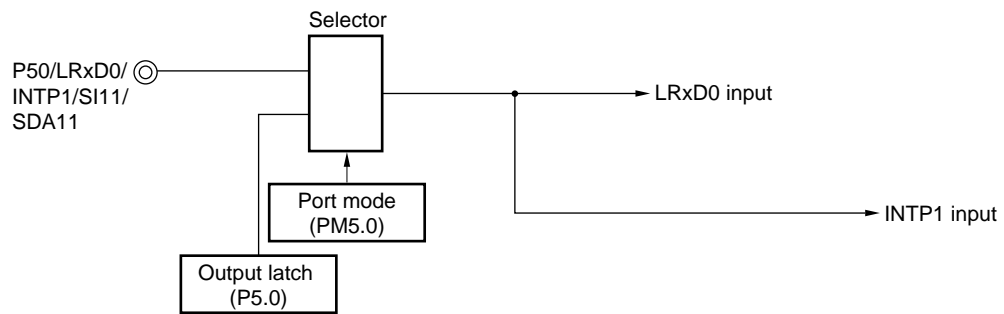 Selector
P50/LRxD0/
INTP1/SI11/
SDA11
LRxD0 input
Port mode
(PM5.0)
INTP1 input
Output latch
(P5.0)